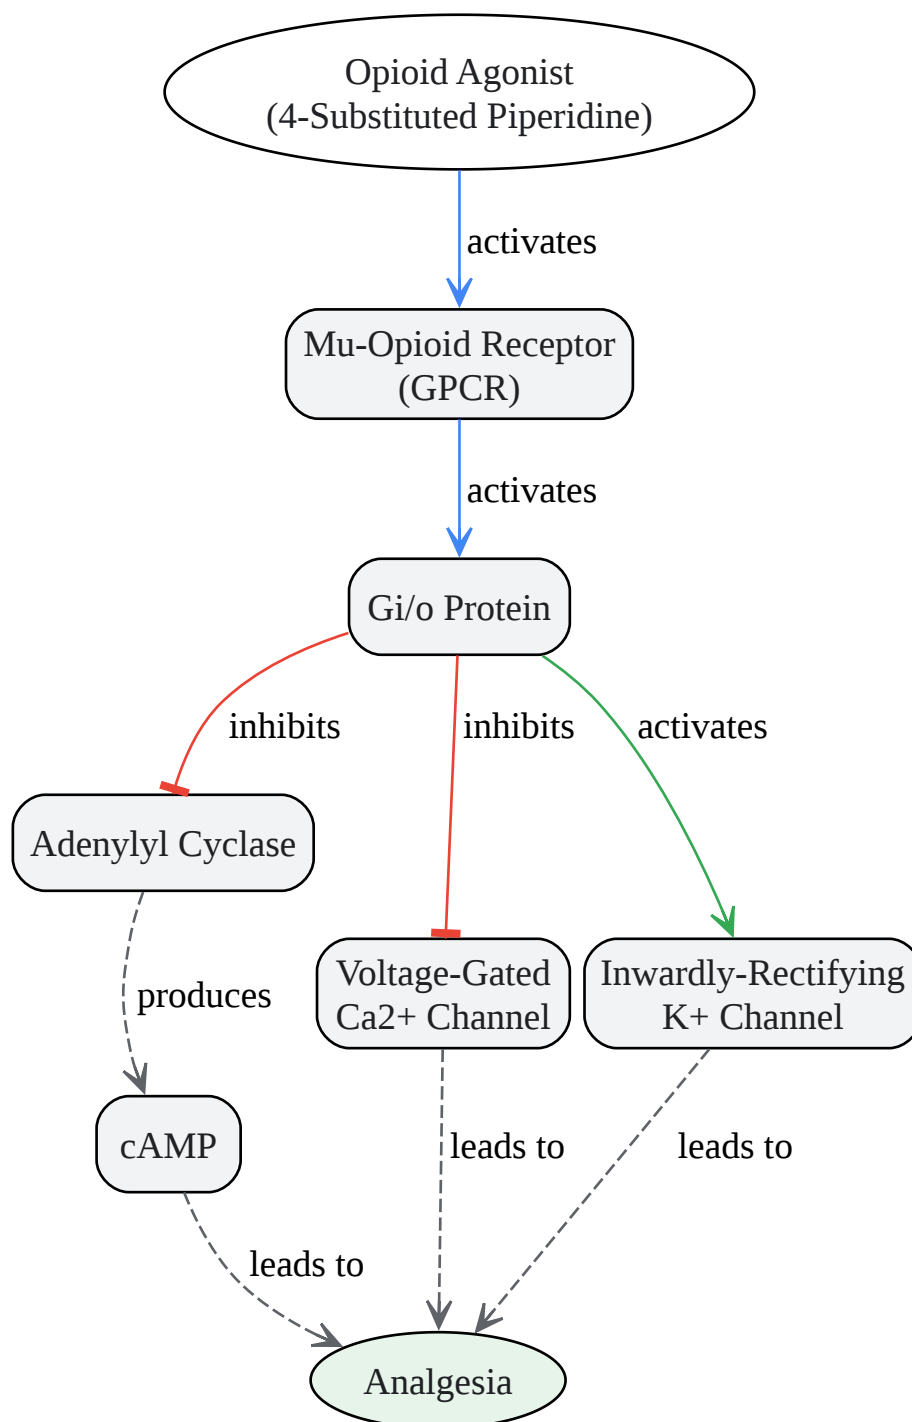 Opioid Agonist
(4-Substituted Piperidine)
activates
Mu-Opioid Receptor
(GPCR)
activates
Gi/o Protein
inhibits
inhibits
activates
Adenylyl Cyclase
Voltage-Gated
Ca2+ Channel
Inwardly-Rectifying
K+ Channel
produces
cAMP
leads to
leads to
leads to
Analgesia